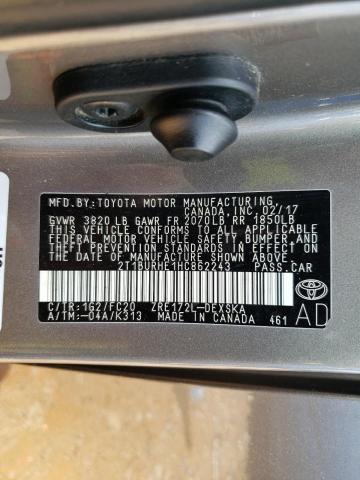 MFD.BY:TOYOTA MOTOR MANUFACTURING,
CANADA,INC. 02/17
GVWR 3820 LB GAWR FR 2070LB RR 1850LB
THIS VEHICLE CONFORMS TO ALL APPLICABLE
FEDERAL MOTOR VEHICLE SAFETY, BUMPER, AND
THEFT PREVENTION STANDARDS IN EFFECT ON
THE DATE OF MANUFACTURE SHOWN ABOVE.
2T1BURHE1HC862243 PASS.CAR
C/TR:1G2/FC20 ZRE172L-DEXSKA
A/TM:-04A/K313 MADE IN CANADA 461
AD
TOYOTA